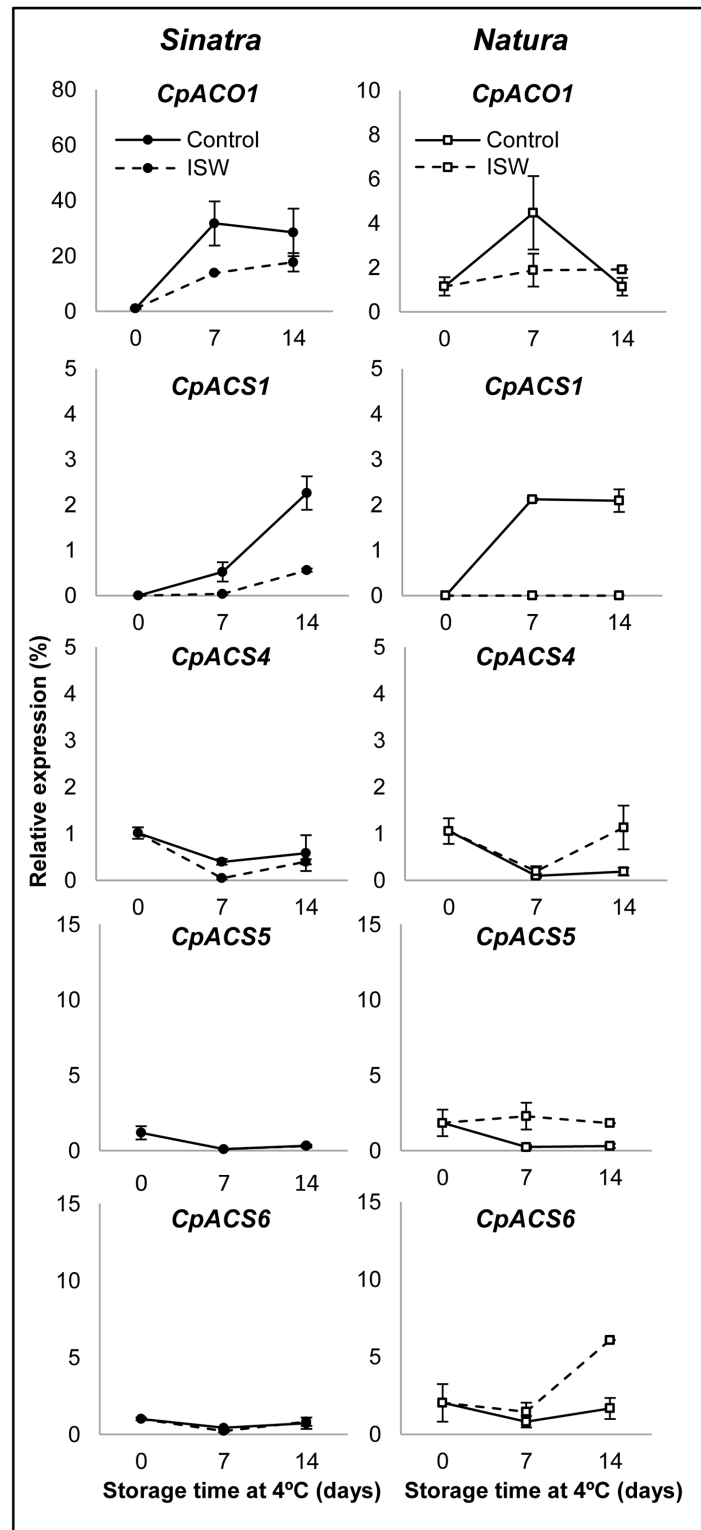 Sinatra Natura
CpACO1 CpACO1
80 10
Control Control
8
60 ISW ISW
6
40
4
20
2
0 0
0 7 14 0 7 14
5 CpACS1 5 CpACS1
4 4
3 3
2 2
1 1
0 0
0 7 14 0 7 14
Relative expression (%)
5 CpACS4 5 CpACS4
4 4
3 3
2 2
1 1
0 0
0 7 14 0 7 14
15 CpACS5 15 CpACS5
10 10
5 5
0 0
0 7 14 0 7 14
15 CpACS6 15 CpACS6
10 10
5 5
0 0
0 7 14 0 7 14
Storage time at 4ºC (days) Storage time at 4ºC (days)